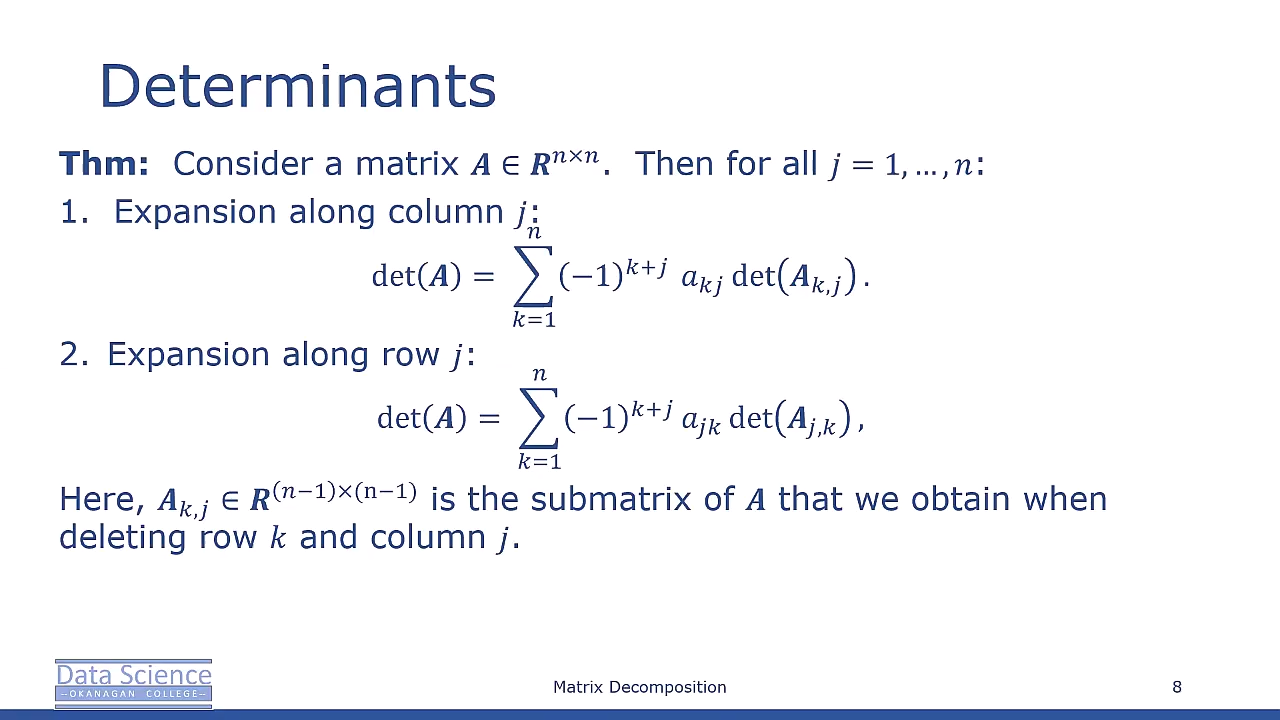 Determinants
Thm: Consider a matrix 𝑨 ∈ 𝑹ⁿˣⁿ. Then for all 𝑗 = 1, … , 𝑛:
1. Expansion along column 𝑗:
det(𝑨) = ∑_{k=1}^{n} (−1)^{k+j} a_{kj} det(𝑨_{k,j}) .
2. Expansion along row 𝑗:
det(𝑨) = ∑_{k=1}^{n} (−1)^{k+j} a_{jk} det(𝑨_{j,k}) ,
Here, 𝑨_{k,j} ∈ 𝑹^{(n−1)×(n−1)} is the submatrix of 𝑨 that we obtain when
deleting row 𝑘 and column 𝑗.
Data Science
OKANAGAN COLLEGE
Matrix Decomposition
8